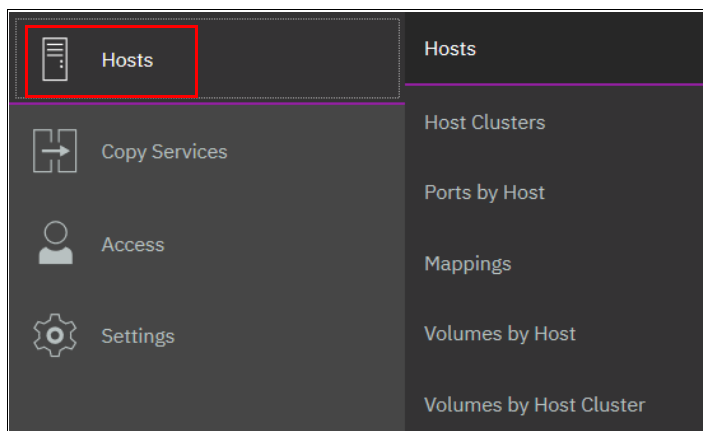 Hosts
Copy Services
Access
Settings
Hosts
Host Clusters
Ports by Host
Mappings
Volumes by Host
Volumes by Host Cluster